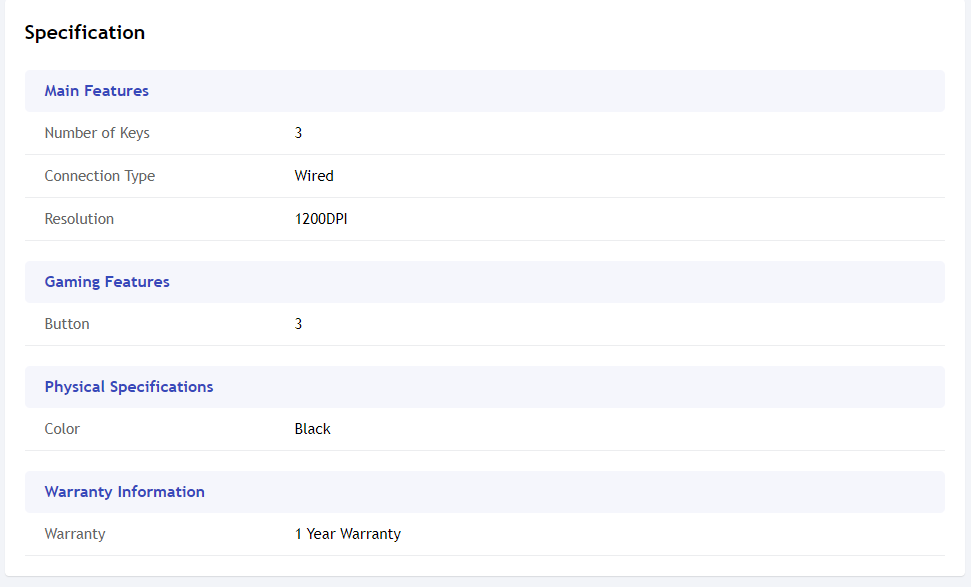 Specification
Main Features
Number of Keys 3
Connection Type Wired
Resolution 1200DPI
Gaming Features
Button 3
Physical Specifications
Color Black
Warranty Information
Warranty 1 Year Warranty